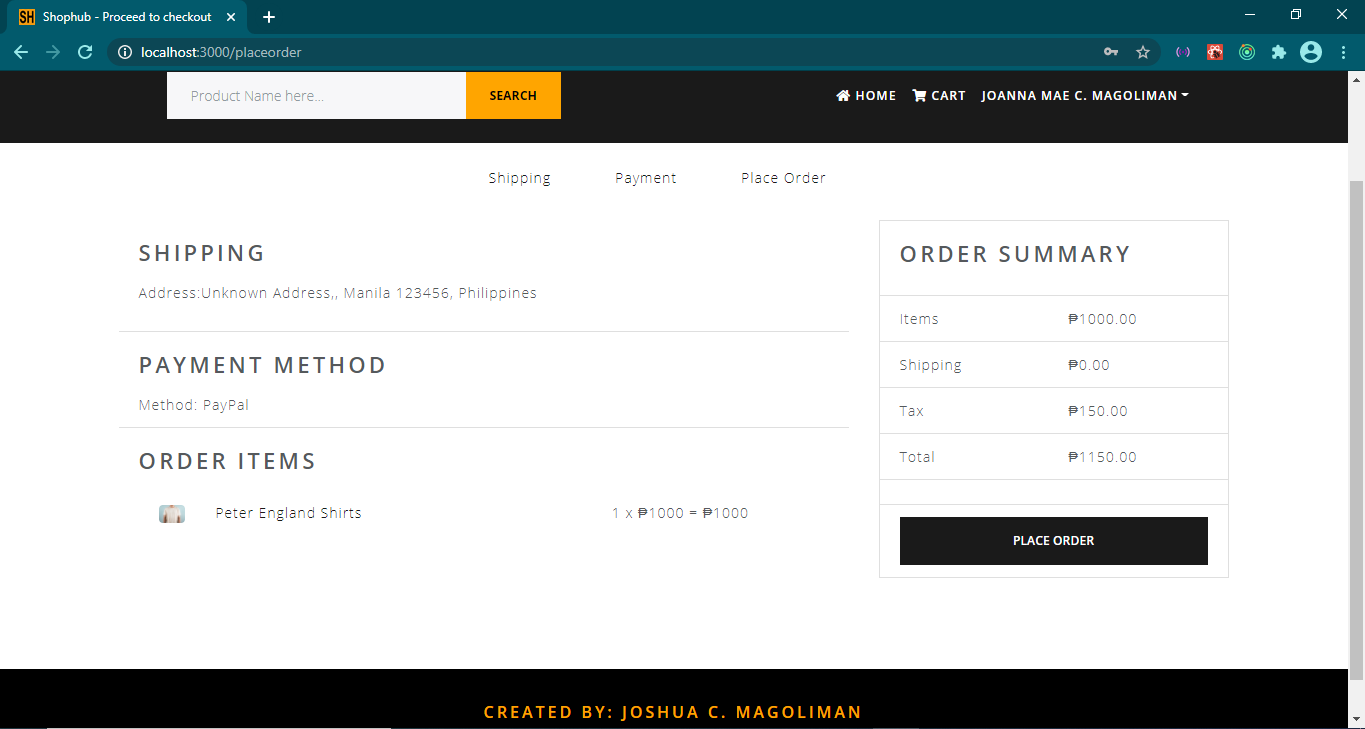 SH Shophub - Proceed to checkout
localhost:3000/placeorder
Product Name here...
SEARCH
HOME CART JOANNA MAE C. MAGOLIMAN
Shipping Payment Place Order
SHIPPING
Address:Unknown Address,, Manila 123456, Philippines
PAYMENT METHOD
Method: PayPal
ORDER ITEMS
Peter England Shirts 1 x ₱1000 = ₱1000
ORDER SUMMARY
Items ₱1000.00
Shipping ₱0.00
Tax ₱150.00
Total ₱1150.00
PLACE ORDER
CREATED BY: JOSHUA C. MAGOLIMAN